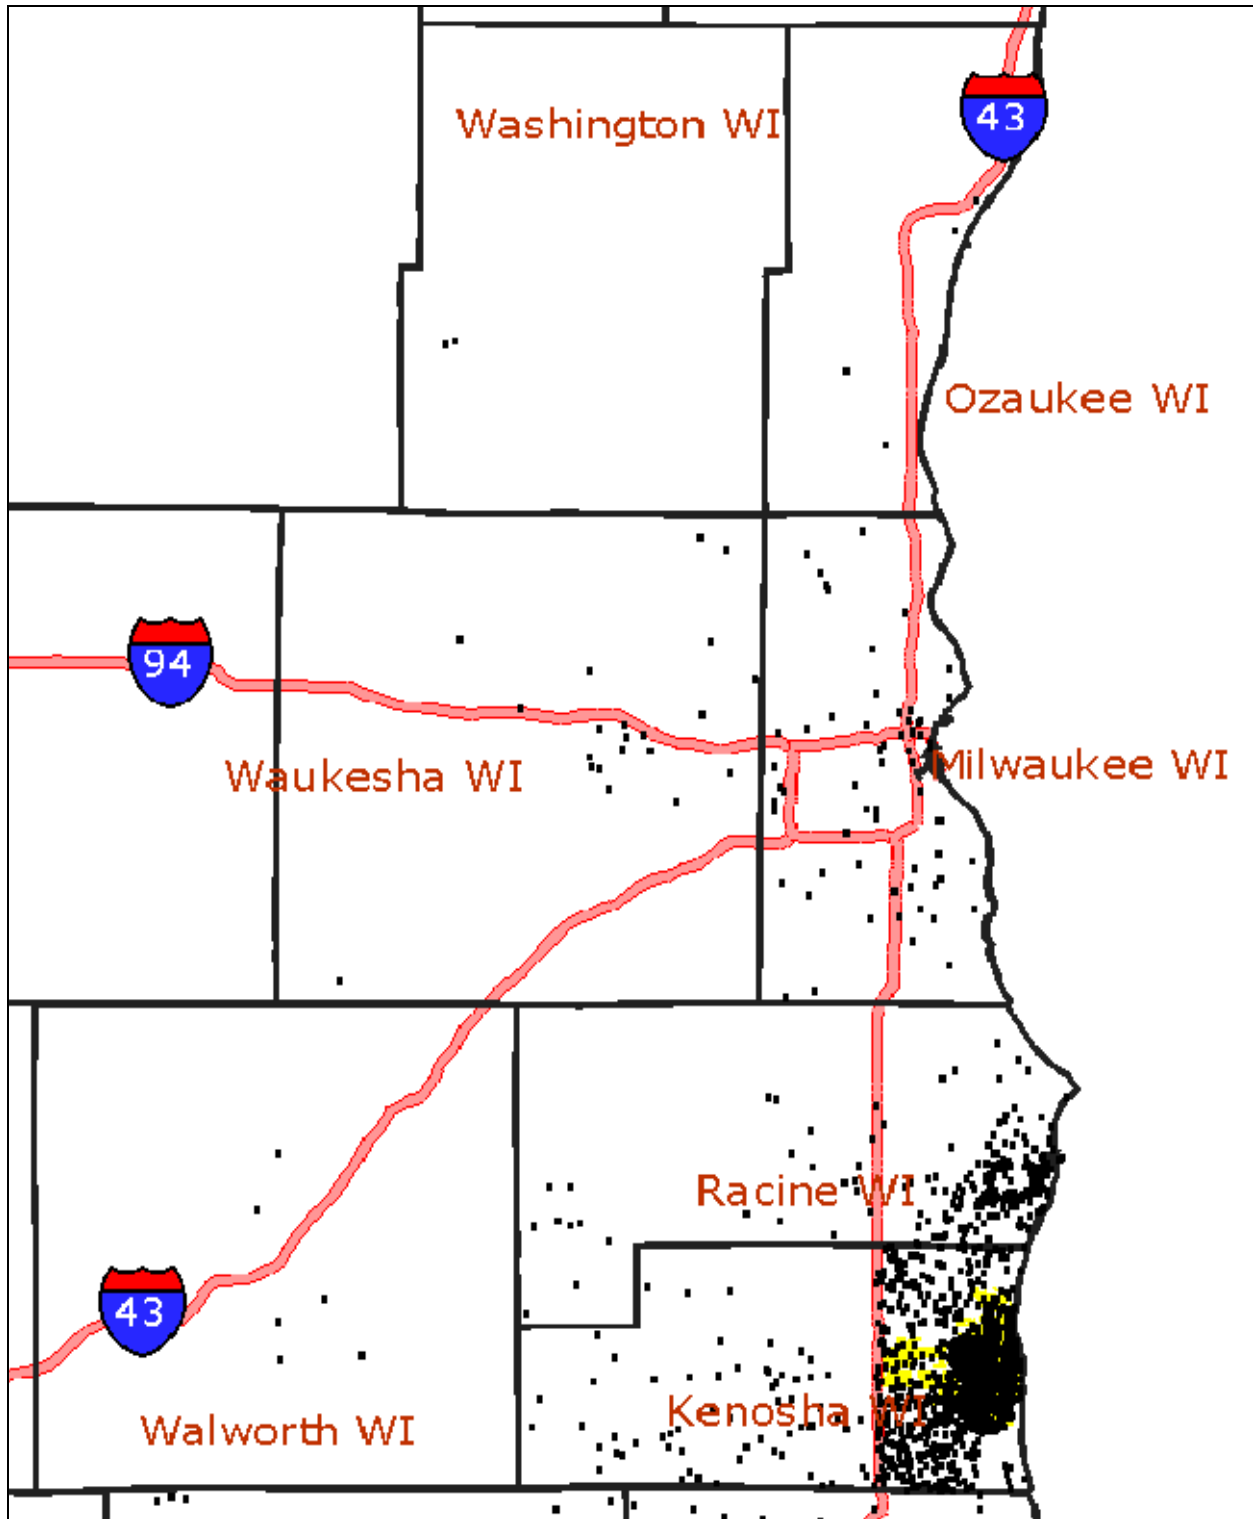 Washington WI
43
Ozaukee WI
94
Waukesha WI
Milwaukee WI
Racine WI
43
Kenosha WI
Walworth WI